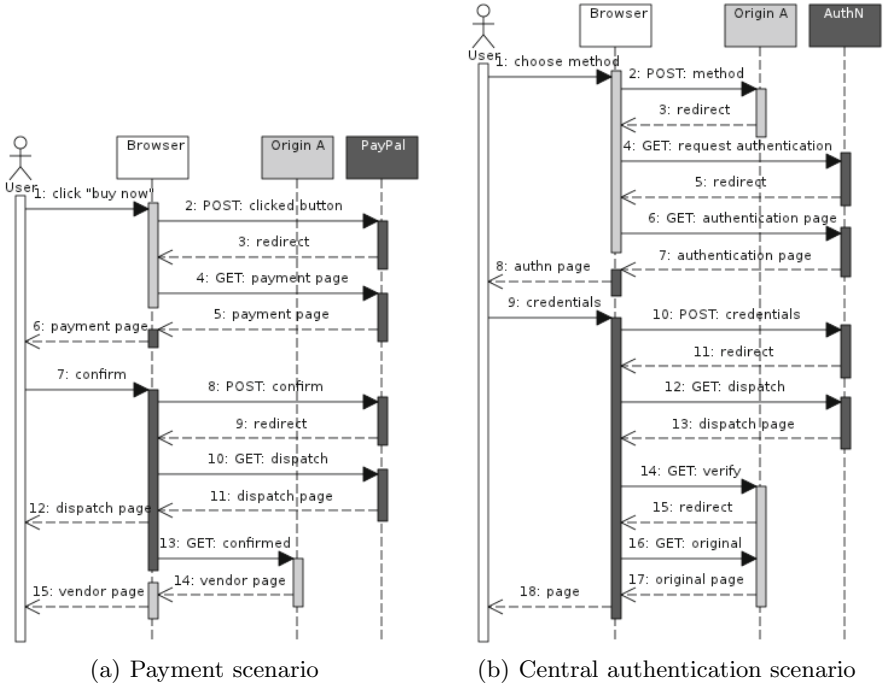 User
Browser
Origin A
PayPal
1: click "buy now"
2: POST: clicked button
3: redirect
4: GET: payment page
5: payment page
6: payment page
7: confirm
8: POST: confirm
9: redirect
10: GET: dispatch
11: dispatch page
12: dispatch page
13: GET: confirmed
14: vendor page
15: vendor page
(a) Payment scenario
User
Browser
Origin A
AuthN
1: choose method
2: POST: method
3: redirect
4: GET: request authentication
5: redirect
6: GET: authentication page
7: authentication page
8: authn page
9: credentials
10: POST: credentials
11: redirect
12: GET: dispatch
13: dispatch page
14: GET: verify
15: redirect
16: GET: original
17: original page
18: page
(b) Central authentication scenario